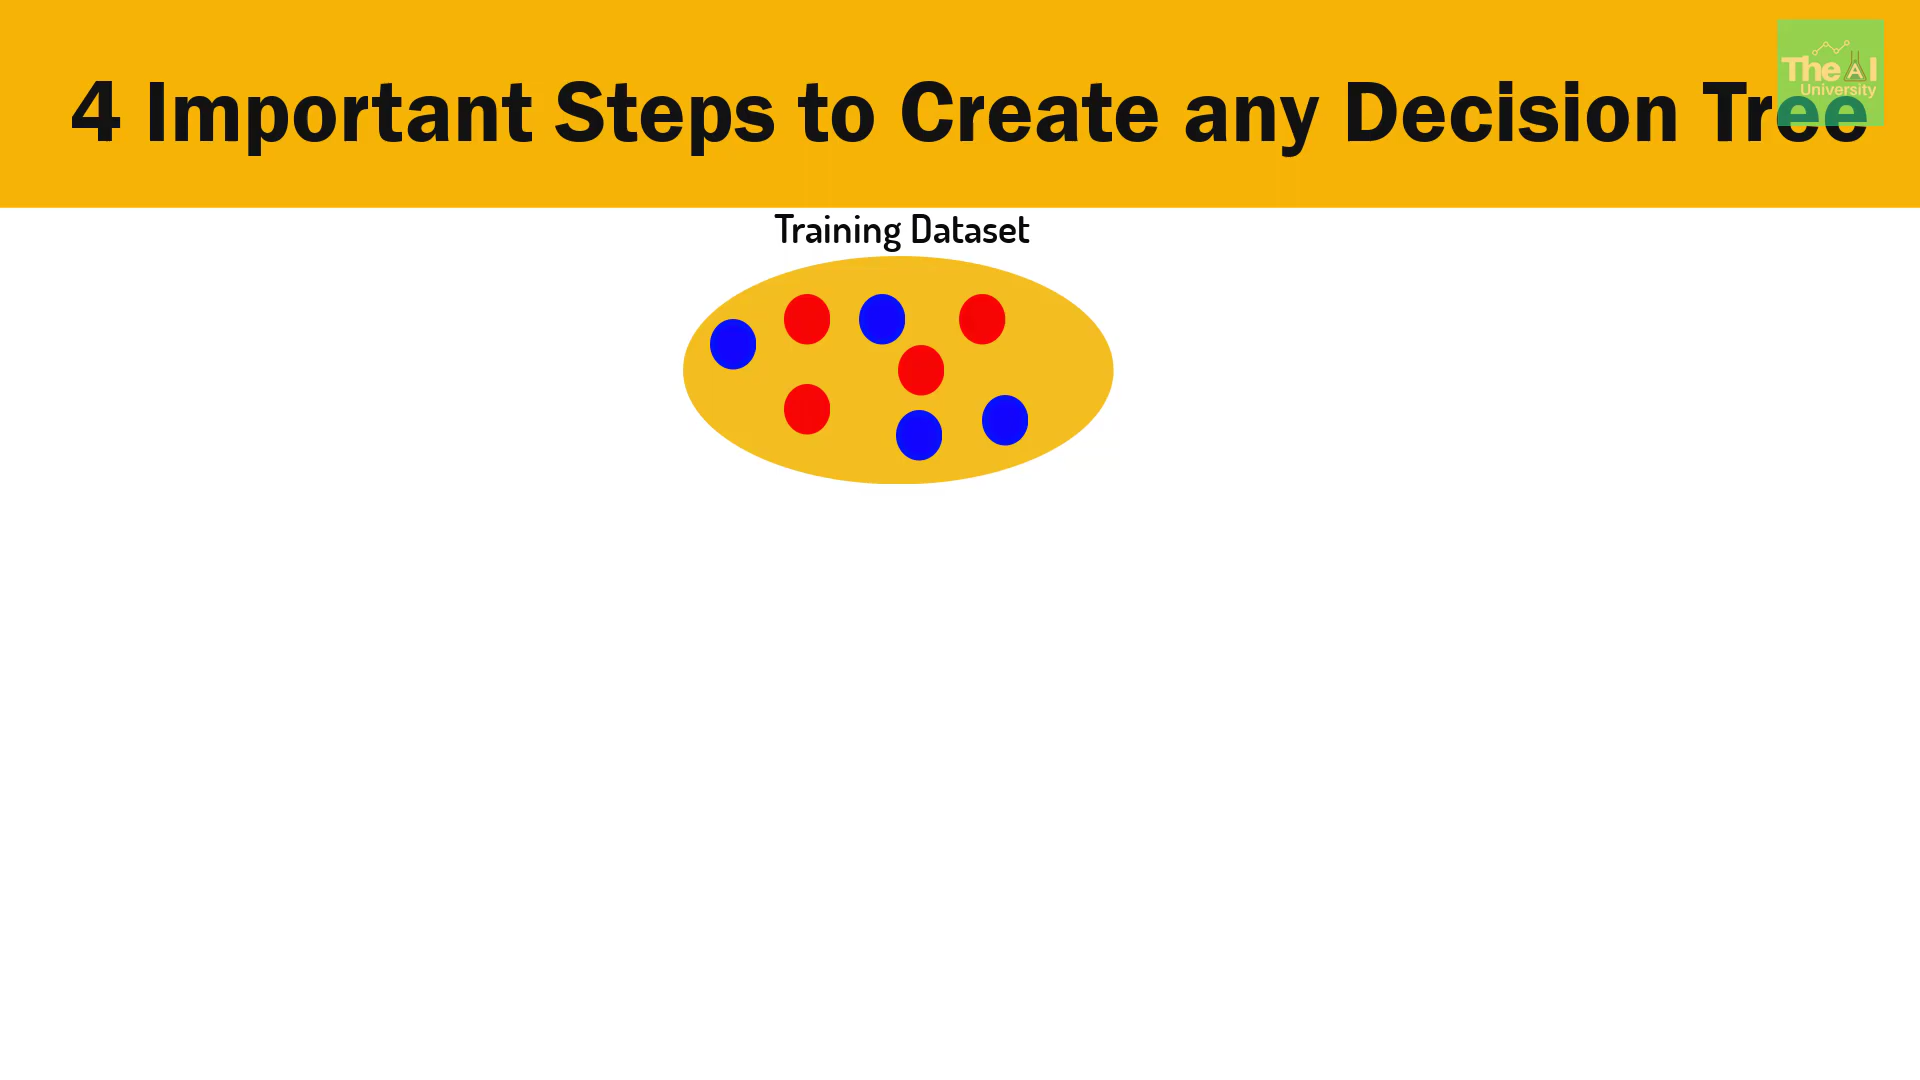 4 Important Steps to Create any Decision Tree
The AI
University
Training Dataset